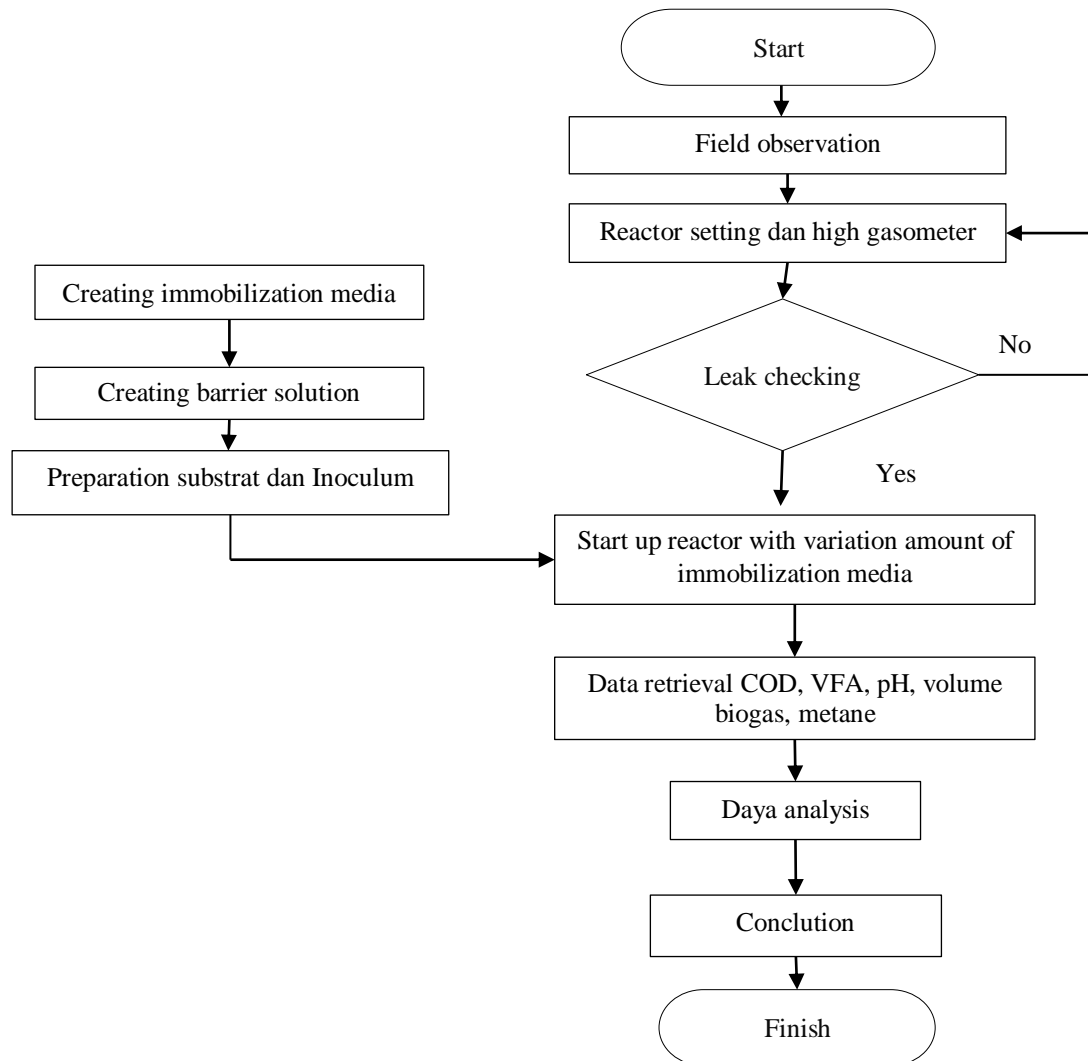 Start
Field observation
Reactor setting dan high gasometer
Creating immobilization media
No
Leak checking
Creating barrier solution
Preparation substrat dan Inoculum
Yes
Start up reactor with variation amount of
immobilization media
Data retrieval COD, VFA, pH, volume
biogas, metane
Daya analysis
Conclution
Finish